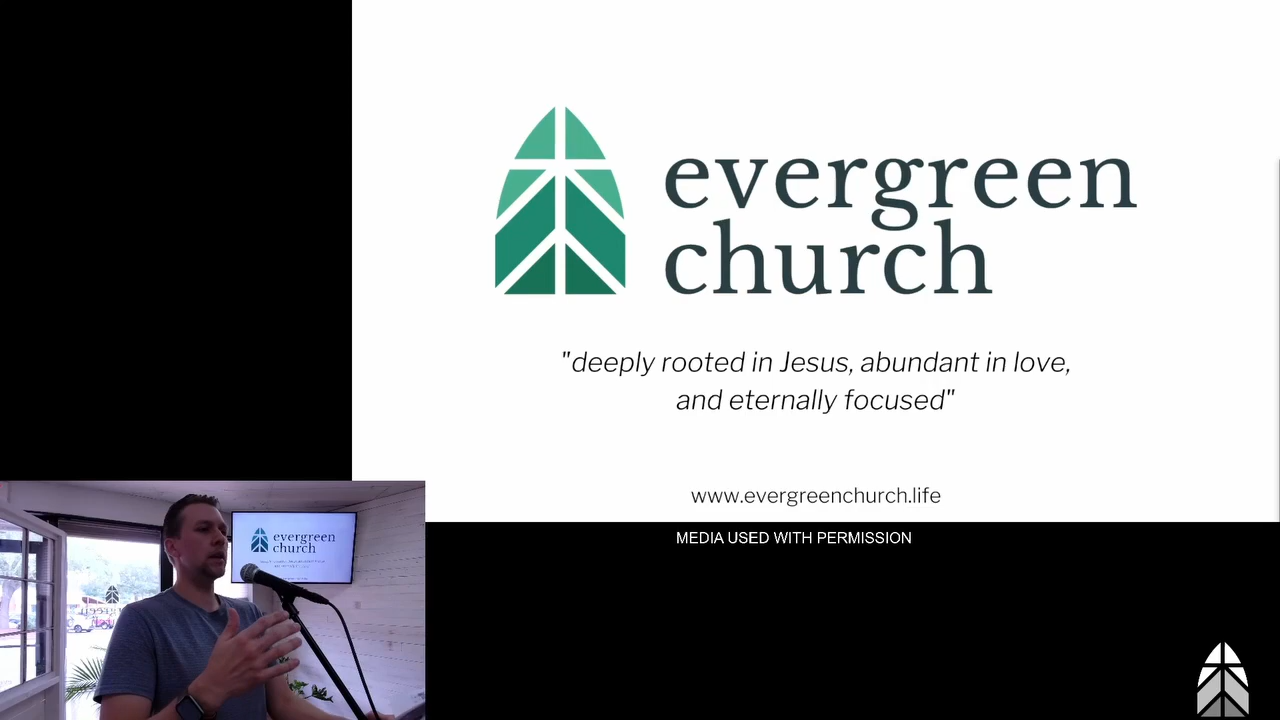 evergreen
church
"deeply rooted in Jesus, abundant in love,
and eternally focused"
www.evergreenchurch.life
MEDIA USED WITH PERMISSION
evergreen
church